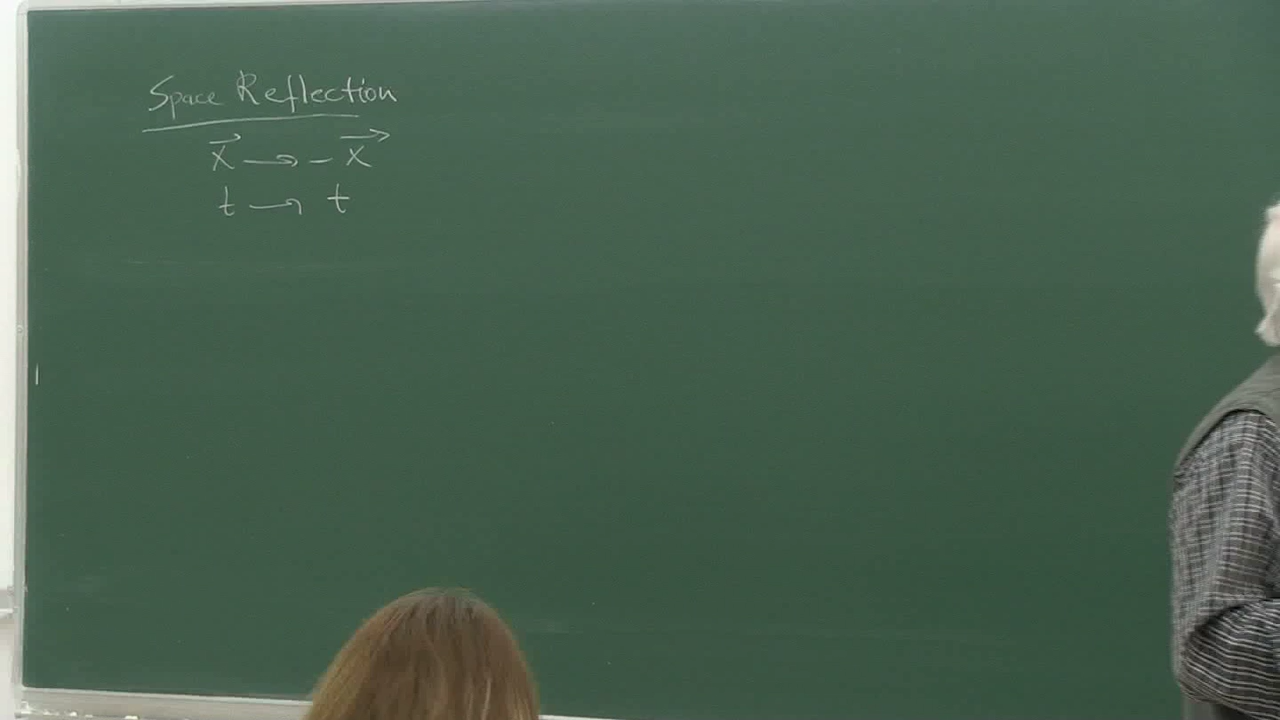 Space Reflection
x⃗ → − x⃗
t → t